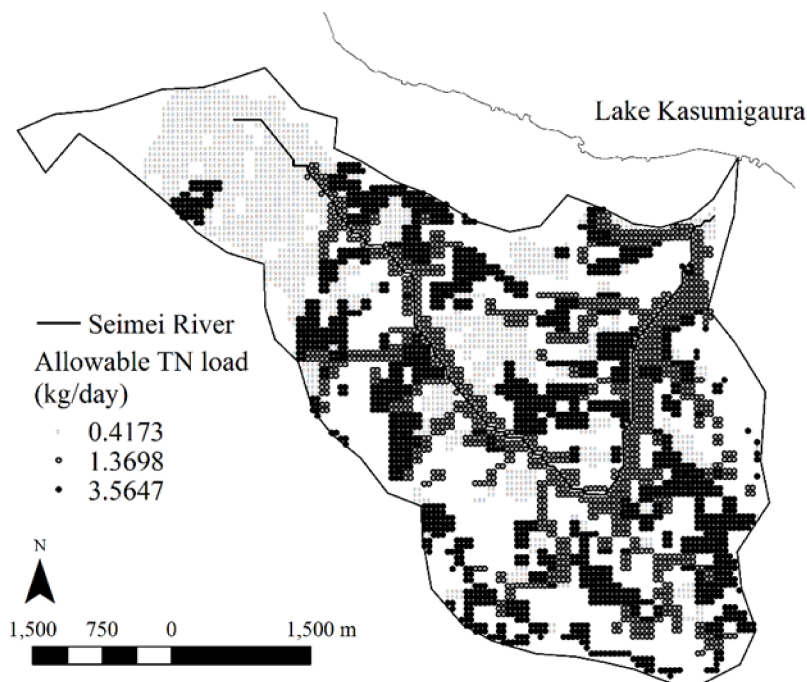 Lake Kasumigaura
Seimei River
Allowable TN load
(kg/day)
0.4173
1.3698
3.5647
N
1,500 750 0 1,500 m